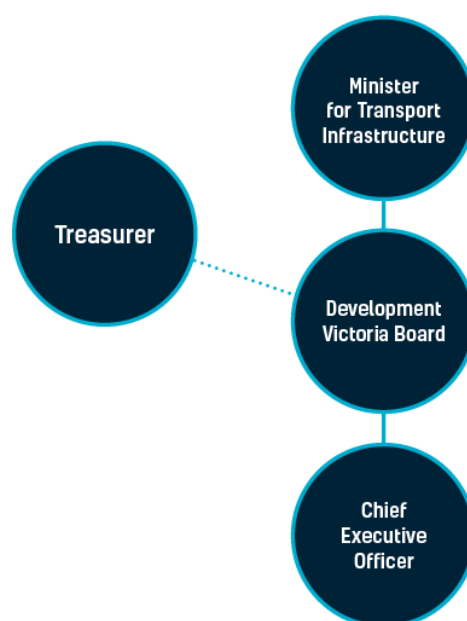 Minister
for Transport
Infrastructure
Treasurer
Development
Victoria Board
Chief
Executive
Officer